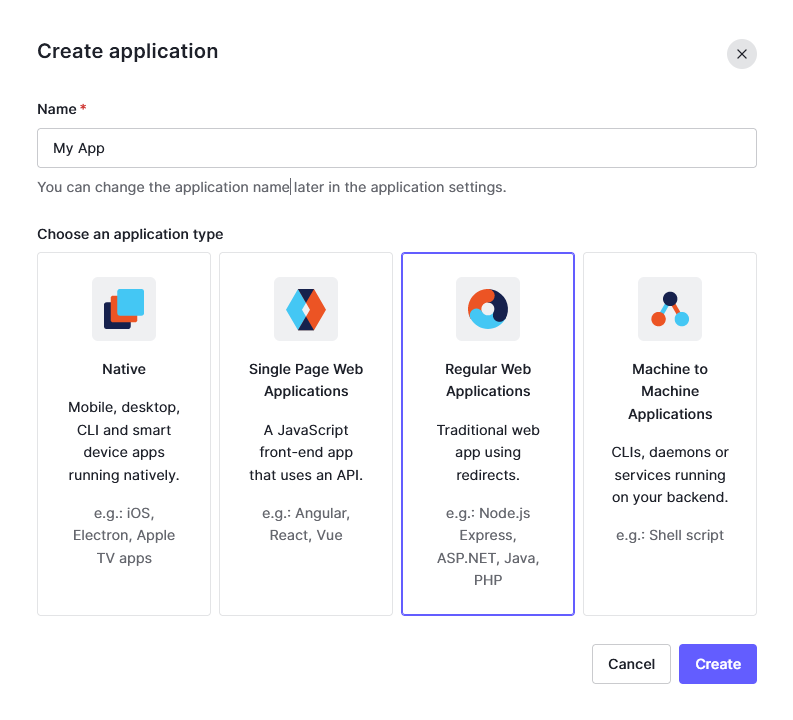 Create application
Name *
My App
You can change the application name later in the application settings.
Choose an application type
Native
Mobile, desktop,
CLI and smart
device apps
running natively.
e.g.: iOS,
Electron, Apple
TV apps
Single Page Web
Applications
A JavaScript
front-end app
that uses an API.
e.g.: Angular,
React, Vue
Regular Web
Applications
Traditional web
app using
redirects.
e.g.: Node.js
Express,
ASP.NET, Java,
PHP
Machine to
Machine
Applications
CLIs, daemons or
services running
on your backend.
e.g.: Shell script
Cancel
Create